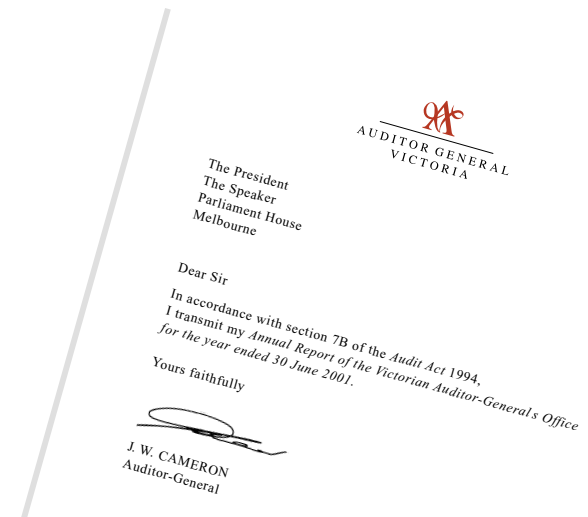 AUDITOR GENERAL
VICTORIA
The President
The Speaker
Parliament House
Melbourne
Dear Sir
In accordance with section 7B of the Audit Act 1994,
I transmit my Annual Report of the Victorian Auditor-Generals Office
for the year ended 30 June 2001.
Yours faithfully
J. W. CAMERON
Auditor-General